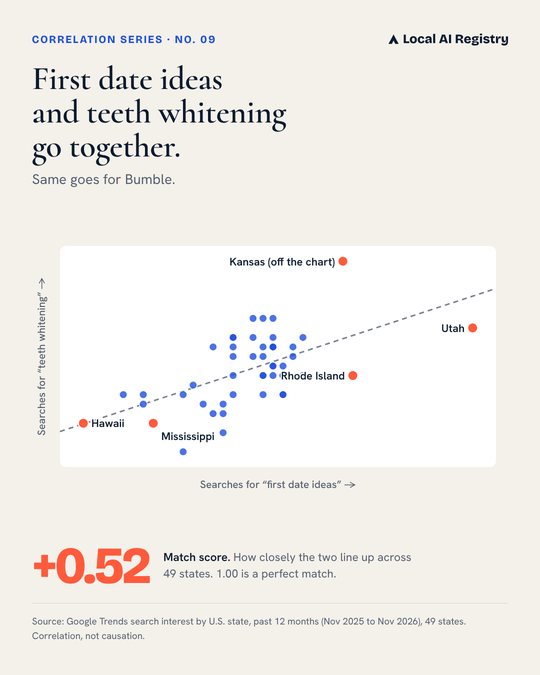 CORRELATION SERIES · NO. 09
Local AI Registry
First date ideas
and teeth whitening
go together.
Same goes for Bumble.
Kansas (off the chart)
Utah
Rhode Island
Hawaii
Mississippi
Searches for “teeth whitening” →
Searches for “first date ideas” →
+0.52
Match score. How closely the two line up across
49 states. 1.00 is a perfect match.
Source: Google Trends search interest by U.S. state, past 12 months (Nov 2025 to Nov 2026), 49 states.
Correlation, not causation.